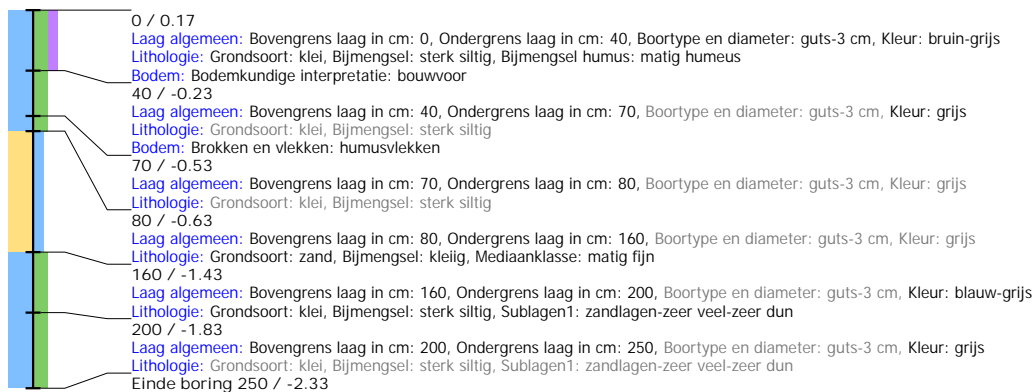 0 / 0.17
Laag algemeen: Bovengrens laag in cm: 0, Ondergrens laag in cm: 40, Boortype en diameter: guts-3 cm, Kleur: bruin-grijs
Lithologie: Grondsoort: klei, Bijmengsel: sterk siltig, Bijmengsel humus: matig humeus
Bodem: Bodemkundige interpretatie: bouwvoor
40 / -0.23
Laag algemeen: Bovengrens laag in cm: 40, Ondergrens laag in cm: 70, Boortype en diameter: guts-3 cm, Kleur: grijs
Lithologie: Grondsoort: klei, Bijmengsel: sterk siltig
Bodem: Brokken en vlekken: humusvlekken
70 / -0.53
Laag algemeen: Bovengrens laag in cm: 70, Ondergrens laag in cm: 80, Boortype en diameter: guts-3 cm, Kleur: grijs
Lithologie: Grondsoort: klei, Bijmengsel: sterk siltig
80 / -0.63
Laag algemeen: Bovengrens laag in cm: 80, Ondergrens laag in cm: 160, Boortype en diameter: guts-3 cm, Kleur: grijs
Lithologie: Grondsoort: zand, Bijmengsel: kleiig, Mediaanklasse: matig fijn
160 / -1.43
Laag algemeen: Bovengrens laag in cm: 160, Ondergrens laag in cm: 200, Boortype en diameter: guts-3 cm, Kleur: blauw-grijs
Lithologie: Grondsoort: klei, Bijmengsel: sterk siltig, Sublagen1: zandlagen-zeer veel-zeer dun
200 / -1.83
Laag algemeen: Bovengrens laag in cm: 200, Ondergrens laag in cm: 250, Boortype en diameter: guts-3 cm, Kleur: grijs
Lithologie: Grondsoort: klei, Bijmengsel: sterk siltig, Sublagen1: zandlagen-zeer veel-zeer dun
Einde boring 250 / -2.33